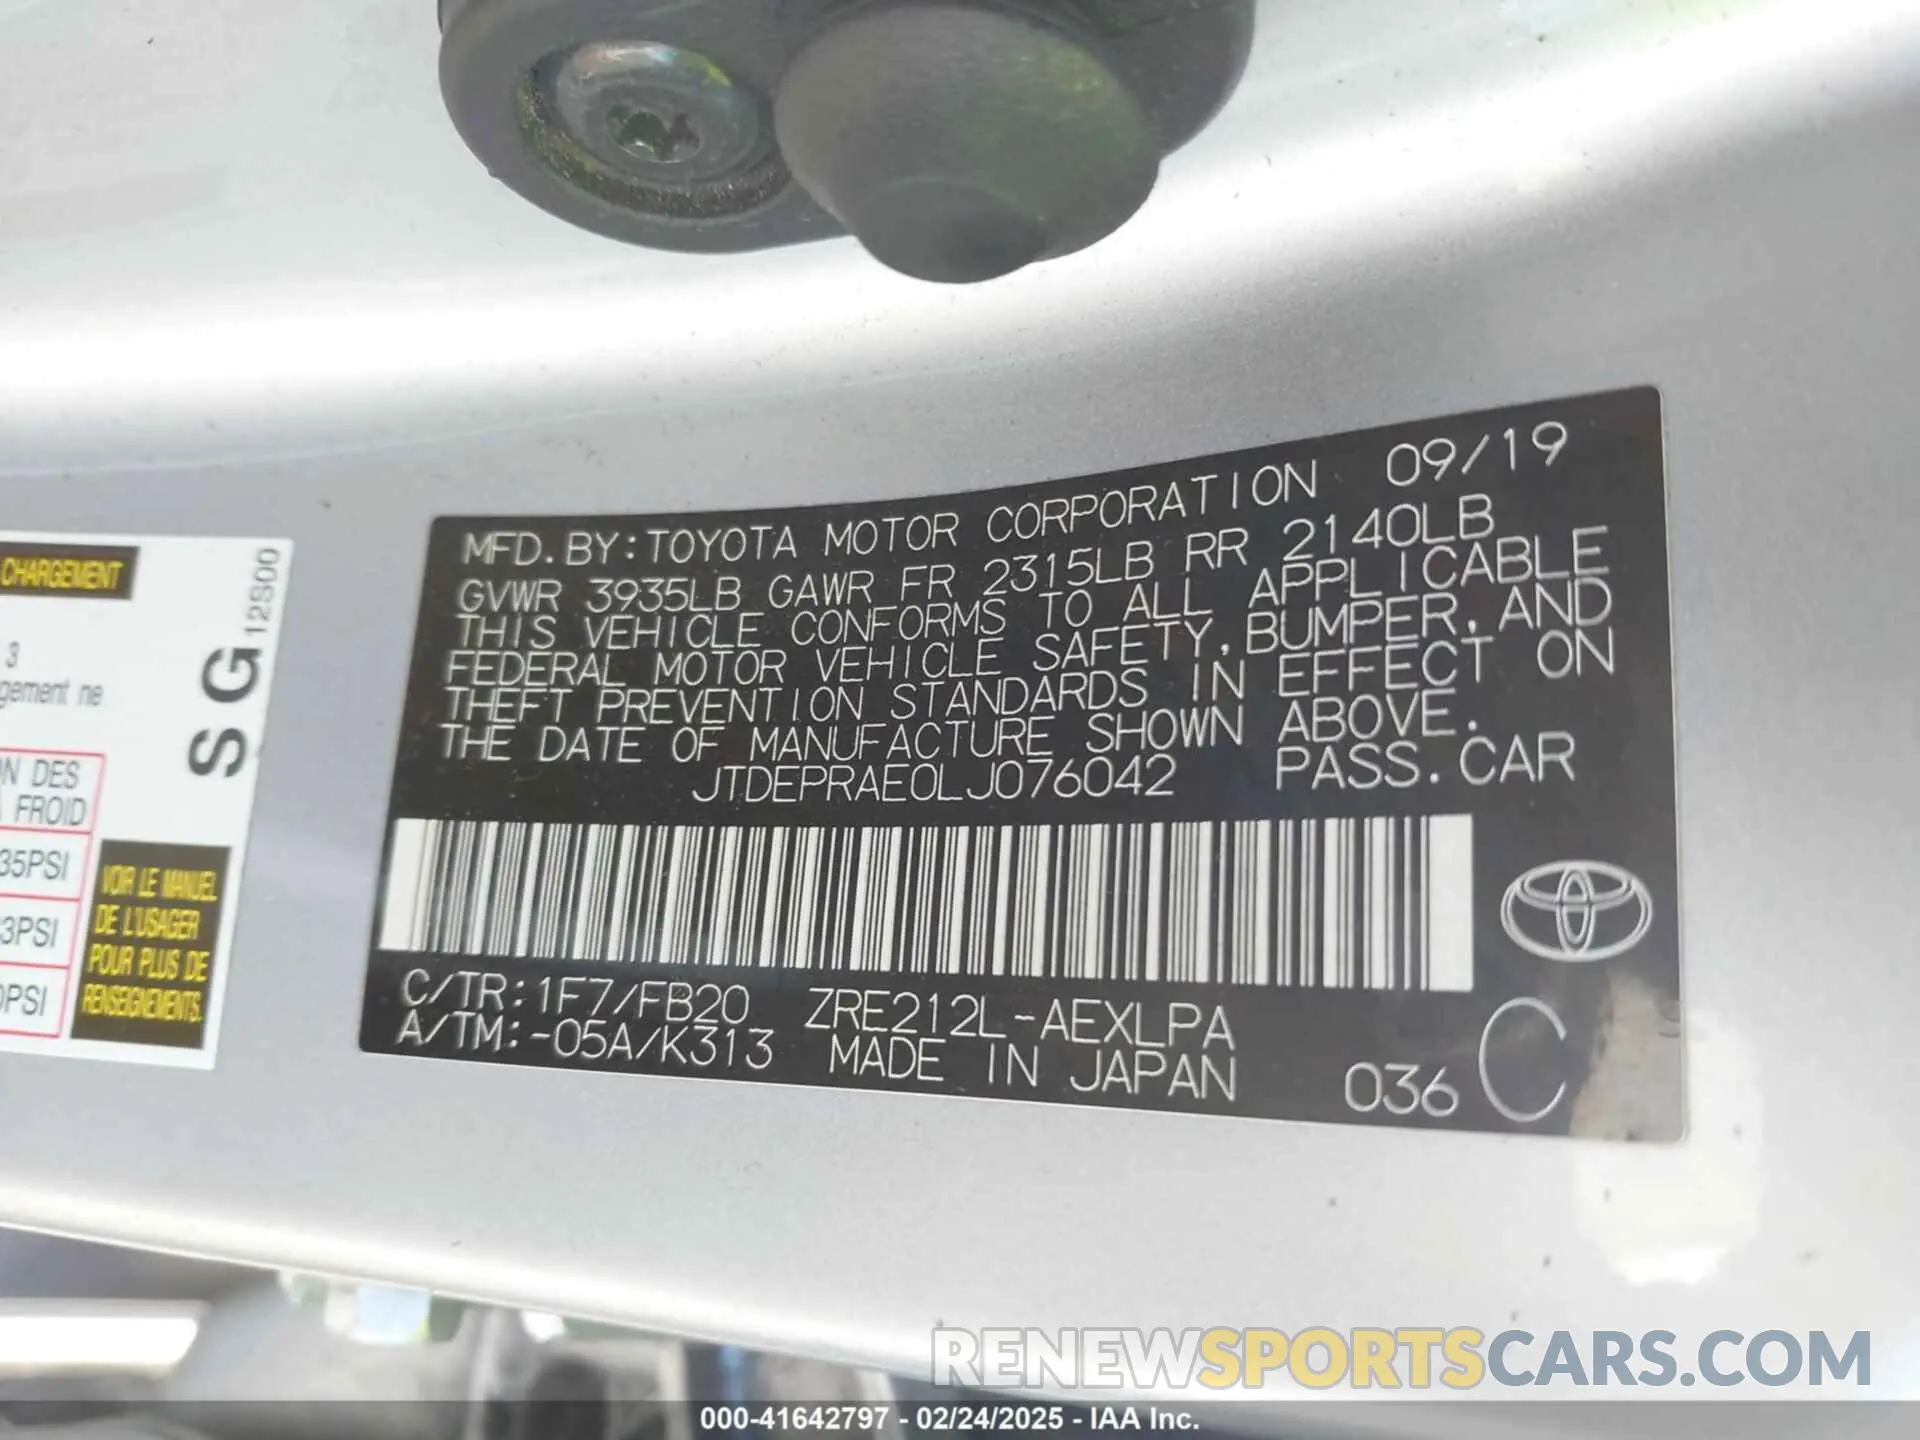 CHARGEMENT
3
gement ne
N DES
FROID
35PSI
3PSI
0PSI
VOIR LE MANUEL
DE L'USAGER
POUR PLUS DE
RENSEIGNEMENTS.
SG 12S00
MFD. BY: TOYOTA MOTOR CORPORATION 09/19
GVWR 3935LB GAWR FR 2315LB RR 2140LB
THIS VEHICLE CONFORMS TO ALL APPLICABLE
FEDERAL MOTOR VEHICLE SAFETY, BUMPER, AND
THEFT PREVENTION STANDARDS IN EFFECT ON
THE DATE OF MANUFACTURE SHOWN ABOVE.
JTDEPRAE0LJ076042 PASS. CAR
C/TR: 1F7/FB20 ZRE212L-AEXLPA
A/TM: -05A/K313 MADE IN JAPAN 036 C
RENEWSPORTSCARS.COM
000-41642797 - 02/24/2025 - IAA Inc.